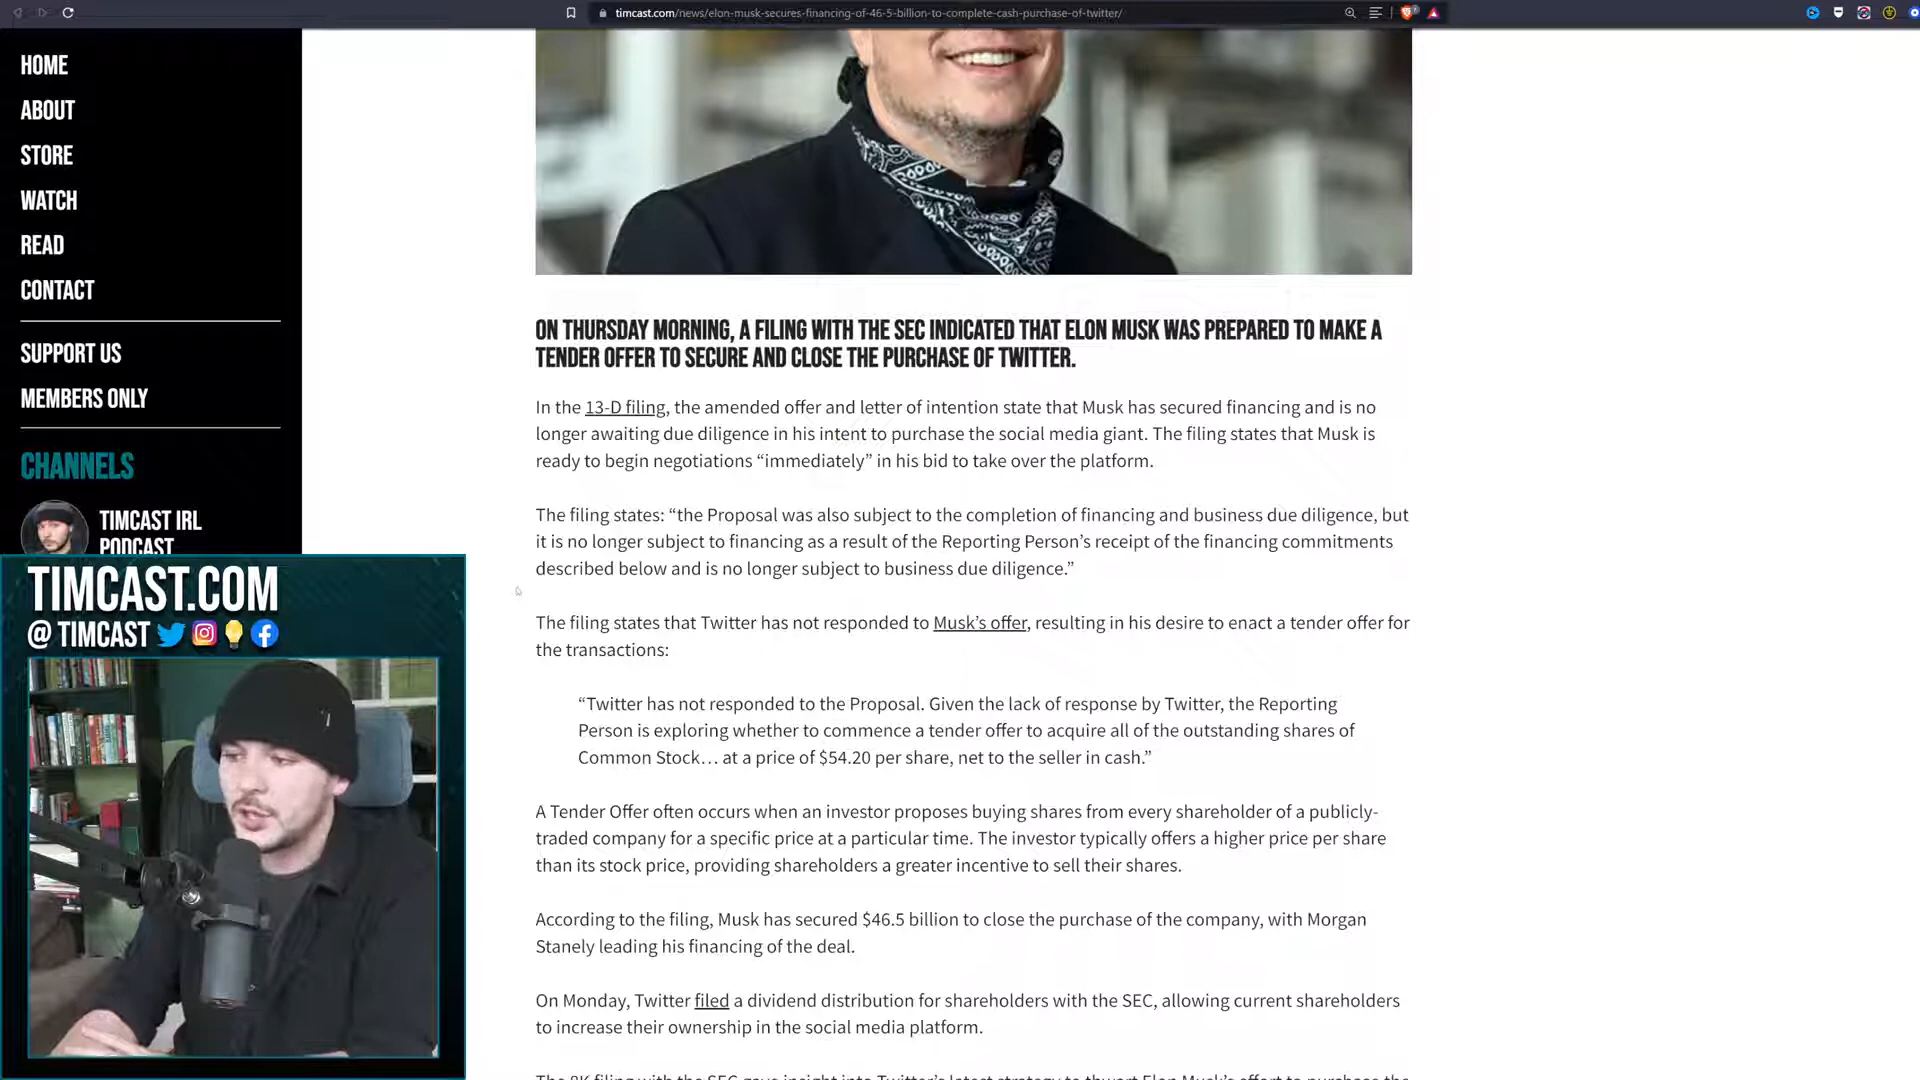 timcast.com/news/elon-musk-secures-financing-of-46-5-billion-to-complete-cash-purchase-of-twitter/
HOME
ABOUT
STORE
WATCH
READ
CONTACT
SUPPORT US
MEMBERS ONLY
CHANNELS
TIMCAST IRL
PODCAST
TIMCAST.COM
@ TIMCAST
ON THURSDAY MORNING, A FILING WITH THE SEC INDICATED THAT ELON MUSK WAS PREPARED TO MAKE A
TENDER OFFER TO SECURE AND CLOSE THE PURCHASE OF TWITTER.
In the 13-D filing, the amended offer and letter of intention state that Musk has secured financing and is no
longer awaiting due diligence in his intent to purchase the social media giant. The filing states that Musk is
ready to begin negotiations “immediately” in his bid to take over the platform.
The filing states: “the Proposal was also subject to the completion of financing and business due diligence, but
it is no longer subject to financing as a result of the Reporting Person’s receipt of the financing commitments
described below and is no longer subject to business due diligence.”
The filing states that Twitter has not responded to Musk’s offer, resulting in his desire to enact a tender offer for
the transactions:
“Twitter has not responded to the Proposal. Given the lack of response by Twitter, the Reporting
Person is exploring whether to commence a tender offer to acquire all of the outstanding shares of
Common Stock… at a price of $54.20 per share, net to the seller in cash.”
A Tender Offer often occurs when an investor proposes buying shares from every shareholder of a publicly-
traded company for a specific price at a particular time. The investor typically offers a higher price per share
than its stock price, providing shareholders a greater incentive to sell their shares.
According to the filing, Musk has secured $46.5 billion to close the purchase of the company, with Morgan
Stanely leading his financing of the deal.
On Monday, Twitter filed a dividend distribution for shareholders with the SEC, allowing current shareholders
to increase their ownership in the social media platform.
The 8K filing with the SEC gave insight into Twitter’s latest strategy to thwart Elon Musk’s effort to purchase the